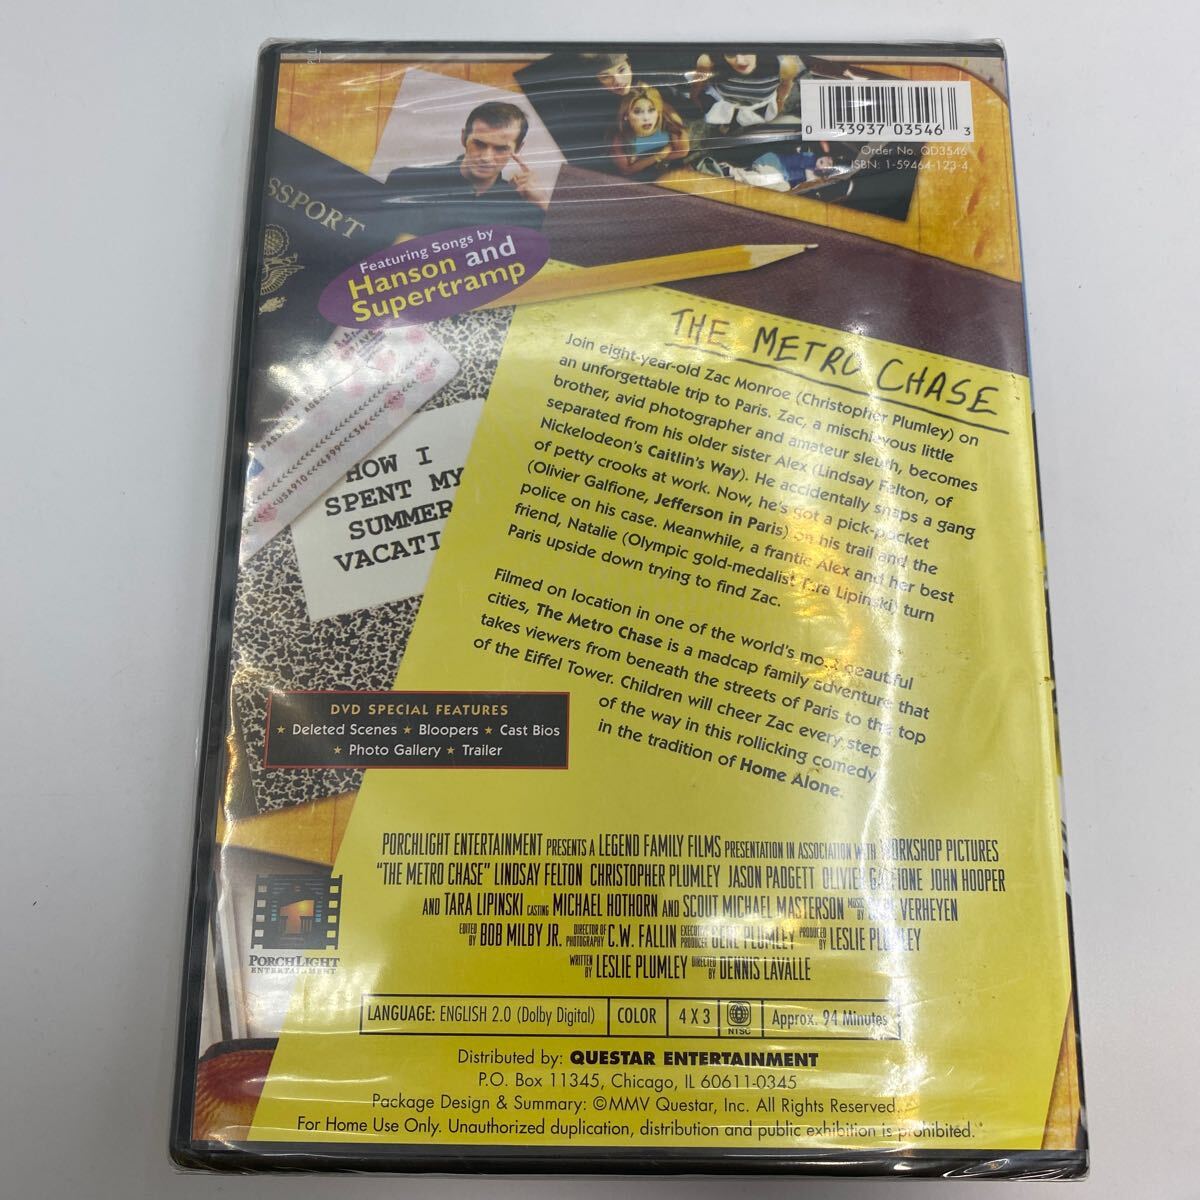 0 33937 03546 3
Order No. QD3546
ISBN: 1-59464-123-4
SSPORT
Featuring Songs by
Hanson and
Supertramp
THE METRO CHASE
Join eight-year-old Zac Monroe (Christopher Plumley) on
an unforgettable trip to Paris. Zac, a mischievous little
brother, avid photographer and amateur sleuth, becomes
separated from his older sister Alex (Lindsay Felton, of
Nickelodeon's Caitlin's Way). He accidentally snaps a gang
of petty crooks at work. Now, he's got a pick-pocket
(Olivier Galfione, Jefferson in Paris) on his trail and the
police on his case. Meanwhile, a frantic Alex and her best
friend, Natalie (Olympic gold-medalist Tara Lipinski) turn
Paris upside down trying to find Zac.
HOW I
SPENT MY
SUMMER
VACATI
Filmed on location in one of the world's most beautiful
cities, The Metro Chase is a madcap family adventure that
takes viewers from beneath the streets of Paris to the top
of the Eiffel Tower. Children will cheer Zac every step
of the way in this rollicking comedy
in the tradition of Home Alone.
DVD SPECIAL FEATURES
★ Deleted Scenes ★ Bloopers ★ Cast Bios
★ Photo Gallery ★ Trailer
PORCHLIGHT ENTERTAINMENT PRESENTS A LEGEND FAMILY FILMS PRESENTATION IN ASSOCIATION WITH WORKSHOP PICTURES
"THE METRO CHASE" LINDSAY FELTON CHRISTOPHER PLUMLEY JASON PADGETT OLIVIER GALFIONE JOHN HOOPER
AND TARA LIPINSKI CASTING MICHAEL HOTHORN AND SCOUT MICHAEL MASTERSON MUSIC BY VERHEYEN
EDITED BY BOB MILBY JR. DIRECTOR OF PHOTOGRAPHY C.W. FALLIN EXECUTIVE PRODUCER GENE PLUMLEY PRODUCED BY LESLIE PLUMLEY
WRITTEN BY LESLIE PLUMLEY DIRECTED BY DENNIS LAVALLE
PORCHLIGHT
ENTERTAINMENT
LANGUAGE: ENGLISH 2.0 (Dolby Digital) COLOR 4 X 3 NTSC Approx. 94 Minutes
Distributed by: QUESTAR ENTERTAINMENT
P.O. Box 11345, Chicago, IL 60611-0345
Package Design & Summary: ©MMV Questar, Inc. All Rights Reserved.
For Home Use Only. Unauthorized duplication, distribution and public exhibition is prohibited.